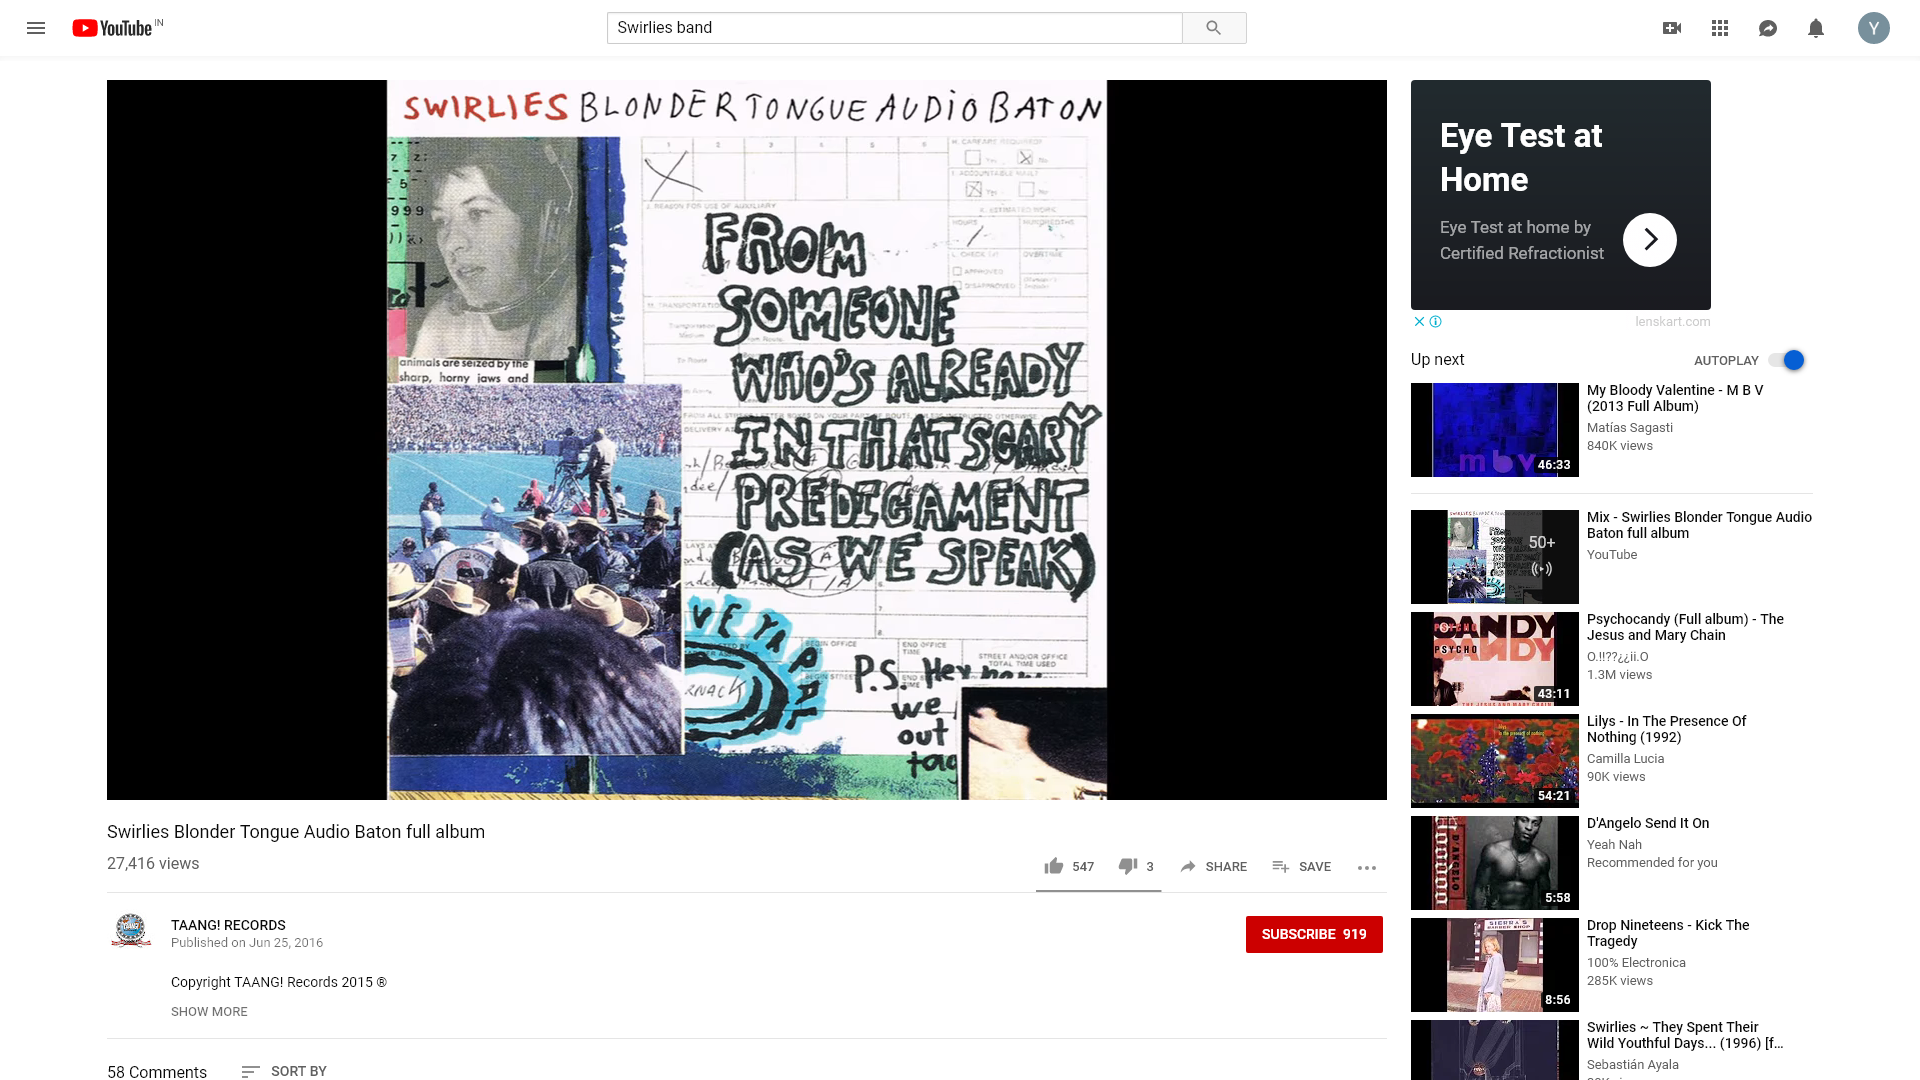 YouTube IN
Swirlies band
Y
SWIRLIES BLONDER TONGUE AUDIO BATON
FROM
SOMEONE
WHO'S ALREADY
IN THAT SCARY
PREDICAMENT
(AS WE SPEAK)
animals are seized by the
sharp, horny jaws and
P.S. Hey
we
out
STREET AND/OR OFFICE
TOTAL TIME USED
Eye Test at
Home
Eye Test at home by
Certified Refractionist
lenskart.com
Up next
AUTOPLAY
My Bloody Valentine - M B V
(2013 Full Album)
Matías Sagasti
840K views
mbv
46:33
Mix - Swirlies Blonder Tongue Audio
Baton full album
YouTube
50+
Psychocandy (Full album) - The
Jesus and Mary Chain
O.!!??¿¿ii.O
1.3M views
43:11
Lilys - In The Presence Of
Nothing (1992)
Camilla Lucia
90K views
54:21
D'Angelo Send It On
Yeah Nah
Recommended for you
5:58
Drop Nineteens - Kick The
Tragedy
100% Electronica
285K views
8:56
Swirlies ~ They Spent Their
Wild Youthful Days... (1996) [f...
Sebastián Ayala
Swirlies Blonder Tongue Audio Baton full album
27,416 views
547
3
SHARE
SAVE
TAANG! RECORDS
Published on Jun 25, 2016
SUBSCRIBE 919
Copyright TAANG! Records 2015 ®
SHOW MORE
58 Comments
SORT BY